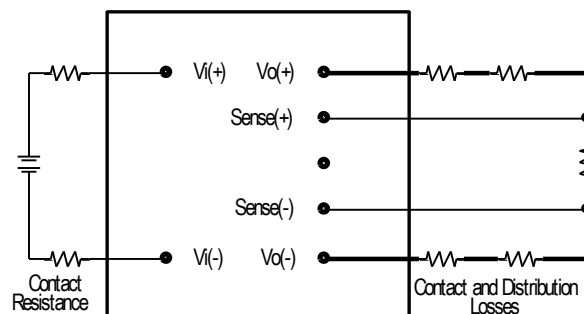 Vi(+) Vo(+)
Sense(+)
Sense(-)
Vi(-) Vo(-)
Contact
Resistance
Contact and Distribution
Losses